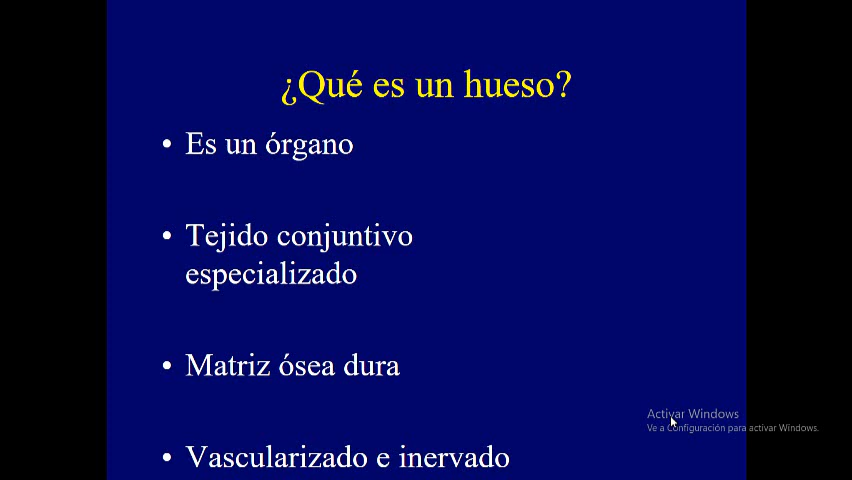 ¿Qué es un hueso?
• Es un órgano
• Tejido conjuntivo
especializado
• Matriz ósea dura
• Vascularizado e inervado
Activar Windows
Ve a Configuración para activar Windows.